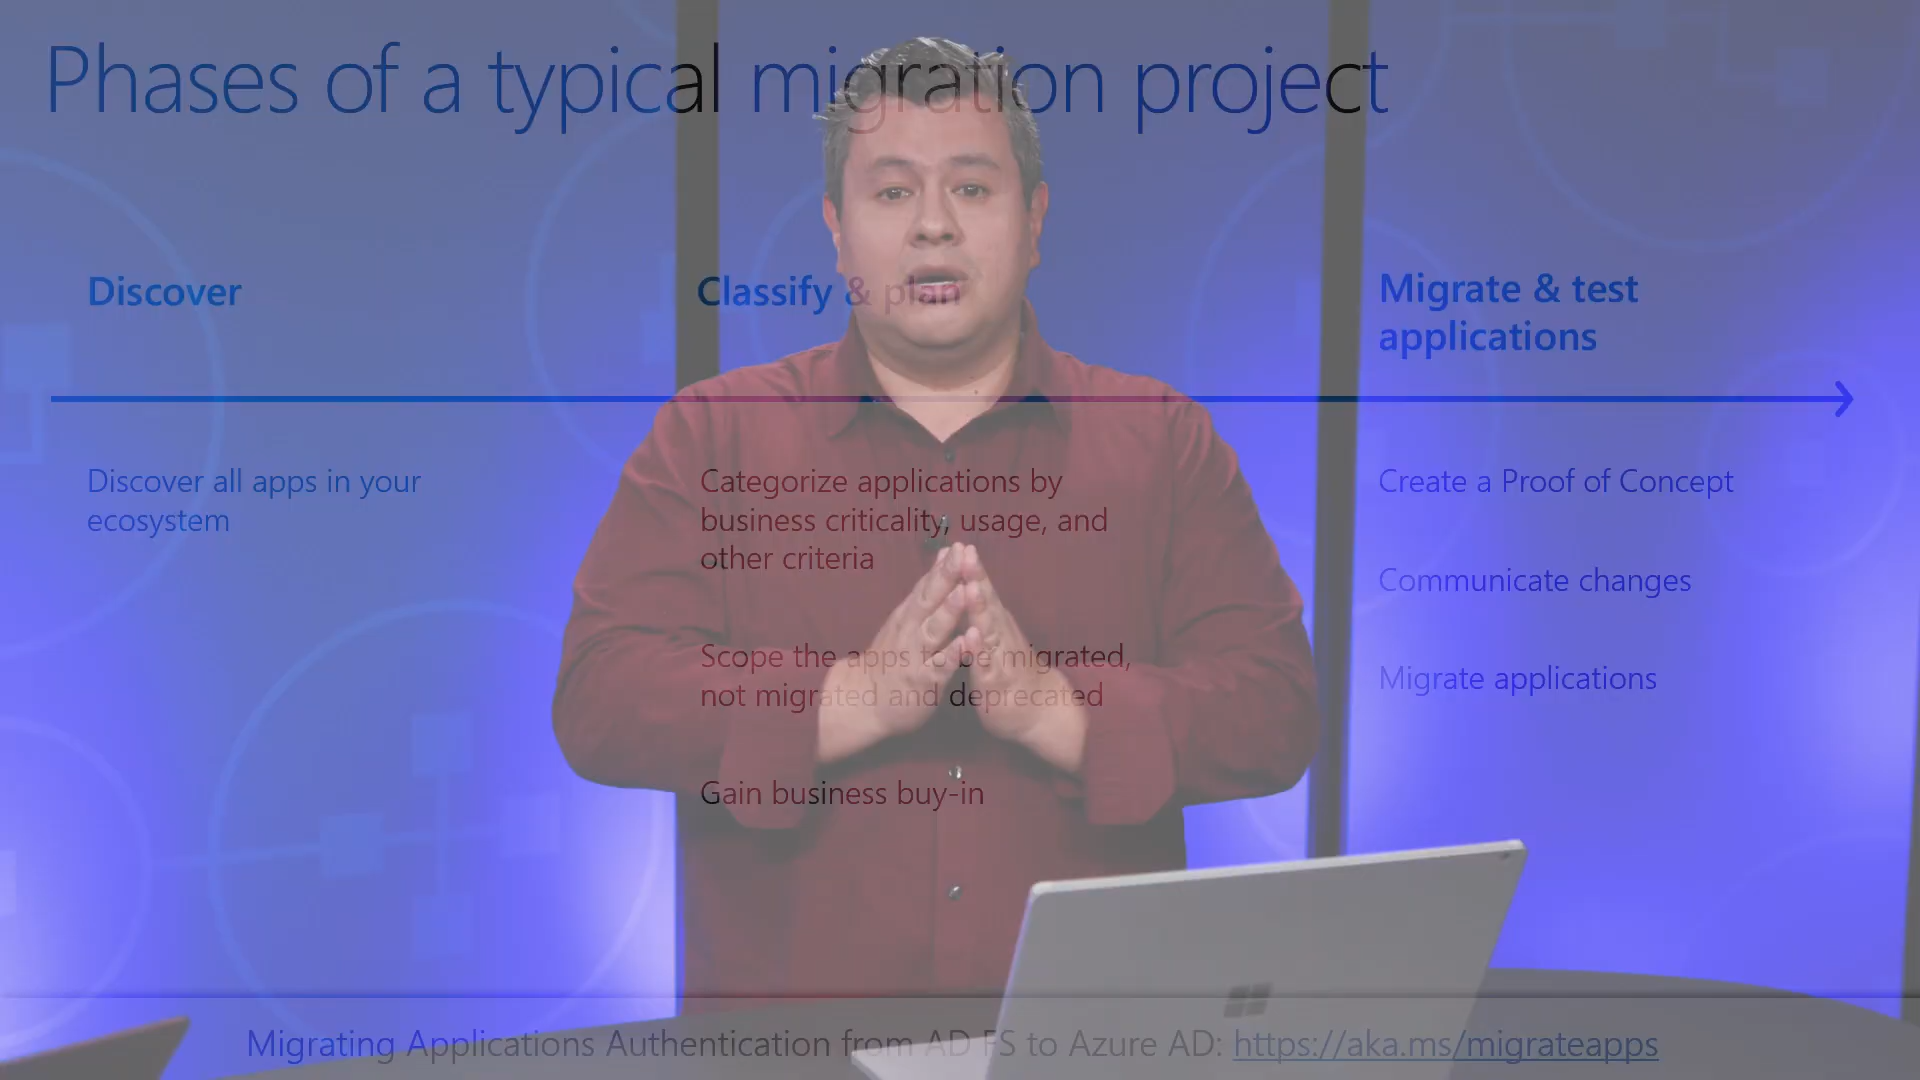 Phases of a typical migration project
Discover
Classify & plan
Migrate & test
applications
Discover all apps in your
ecosystem
Categorize applications by
business criticality, usage, and
other criteria
Scope the apps to be migrated,
not migrated and deprecated
Gain business buy-in
Create a Proof of Concept
Communicate changes
Migrate applications
Migrating Applications Authentication from AD FS to Azure AD: https://aka.ms/migrateapps